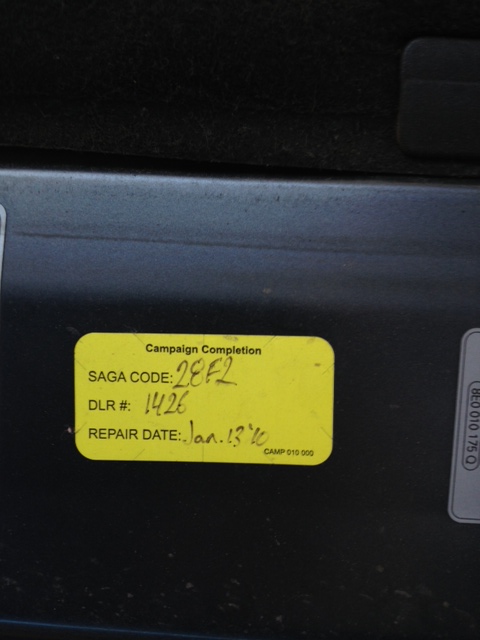 Campaign Completion
SAGA CODE: 28F2
DLR #: 1426
REPAIR DATE: Jan. 13 '10
CAMP 010 000
8E0 010 175 Q